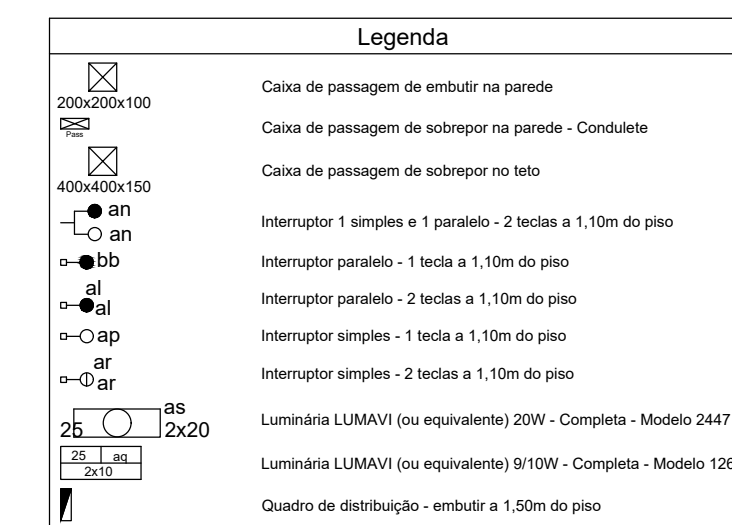 Legenda
200x200x100 Caixa de passagem de embutir na parede
Pass Caixa de passagem de sobrepor na parede - Condulete
400x400x150 Caixa de passagem de sobrepor no teto
an
an Interruptor 1 simples e 1 paralelo - 2 teclas a 1,10m do piso
bb Interruptor paralelo - 1 tecla a 1,10m do piso
al
al Interruptor paralelo - 2 teclas a 1,10m do piso
ap Interruptor simples - 1 tecla a 1,10m do piso
ar
ar Interruptor simples - 2 teclas a 1,10m do piso
as
25 2x20 Luminária LUMAVI (ou equivalente) 20W - Completa - Modelo 2447
25 aq
2x10 Luminária LUMAVI (ou equivalente) 9/10W - Completa - Modelo 126
Quadro de distribuição - embutir a 1,50m do piso